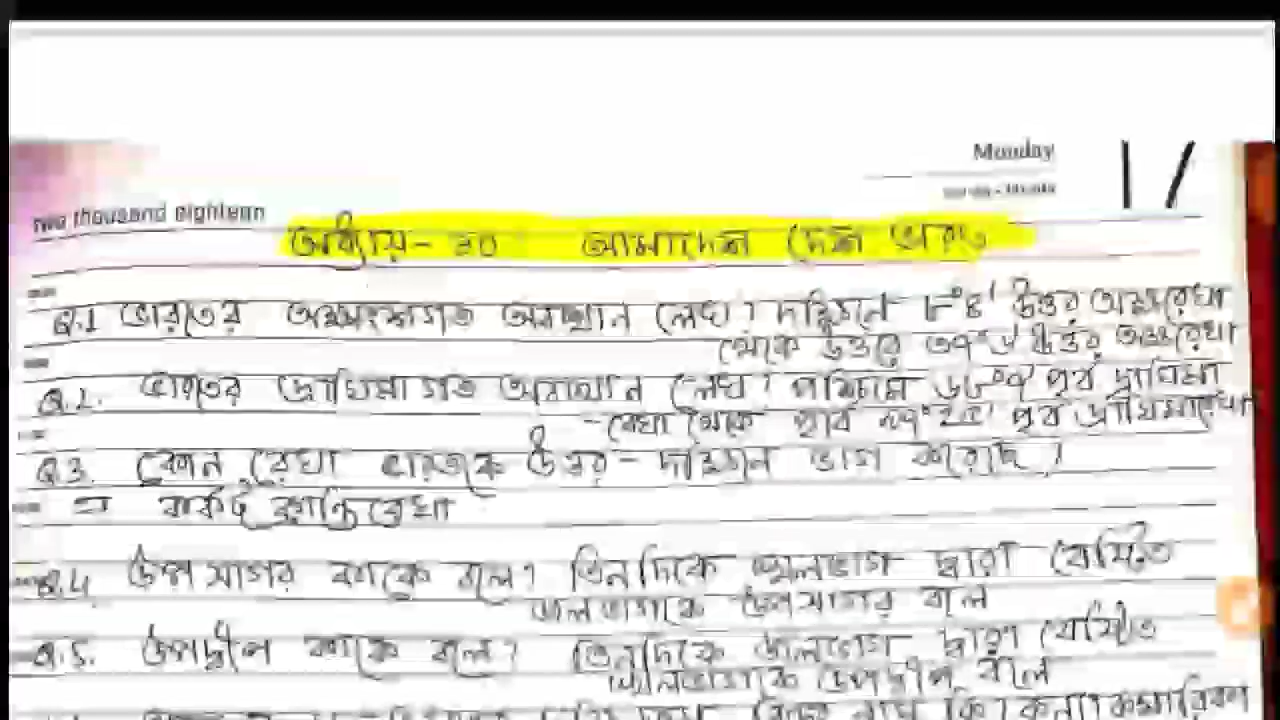 Monday
17
two thousand eighteen
অধ্যায়- ১০ আমাদের দেশ ভারত
Q.1 ভারতের অক্ষাংশগত অবস্থান লেখ। দক্ষিণে ৮°৪' উত্তর অক্ষরেখা
থেকে উত্তরে ৩৭°৬' উত্তর অক্ষরেখা
Q.2. ভারতের দ্রাঘিমাগত অবস্থান লেখ। পশ্চিমে ৬৮°৭' পূর্ব দ্রাঘিমা
-রেখা থেকে পূর্বে ৯৭°২৫' পূর্ব দ্রাঘিমারেখা
Q.3. কোন রেখা ভারতকে উত্তর - দক্ষিণে ভাগ করেছে।
⇒ কর্কট ক্রান্তিরেখা
Q.4 উপসাগর কাকে বলে? তিনদিকে স্থলভাগ দ্বারা বেষ্টিত
জলভাগকে উপসাগর বলে
Q.5. উপদ্বীপ কাকে বলে? তিনদিকে জলভাগ দ্বারা বেষ্টিত
স্থলভাগকে উপদ্বীপ বলে